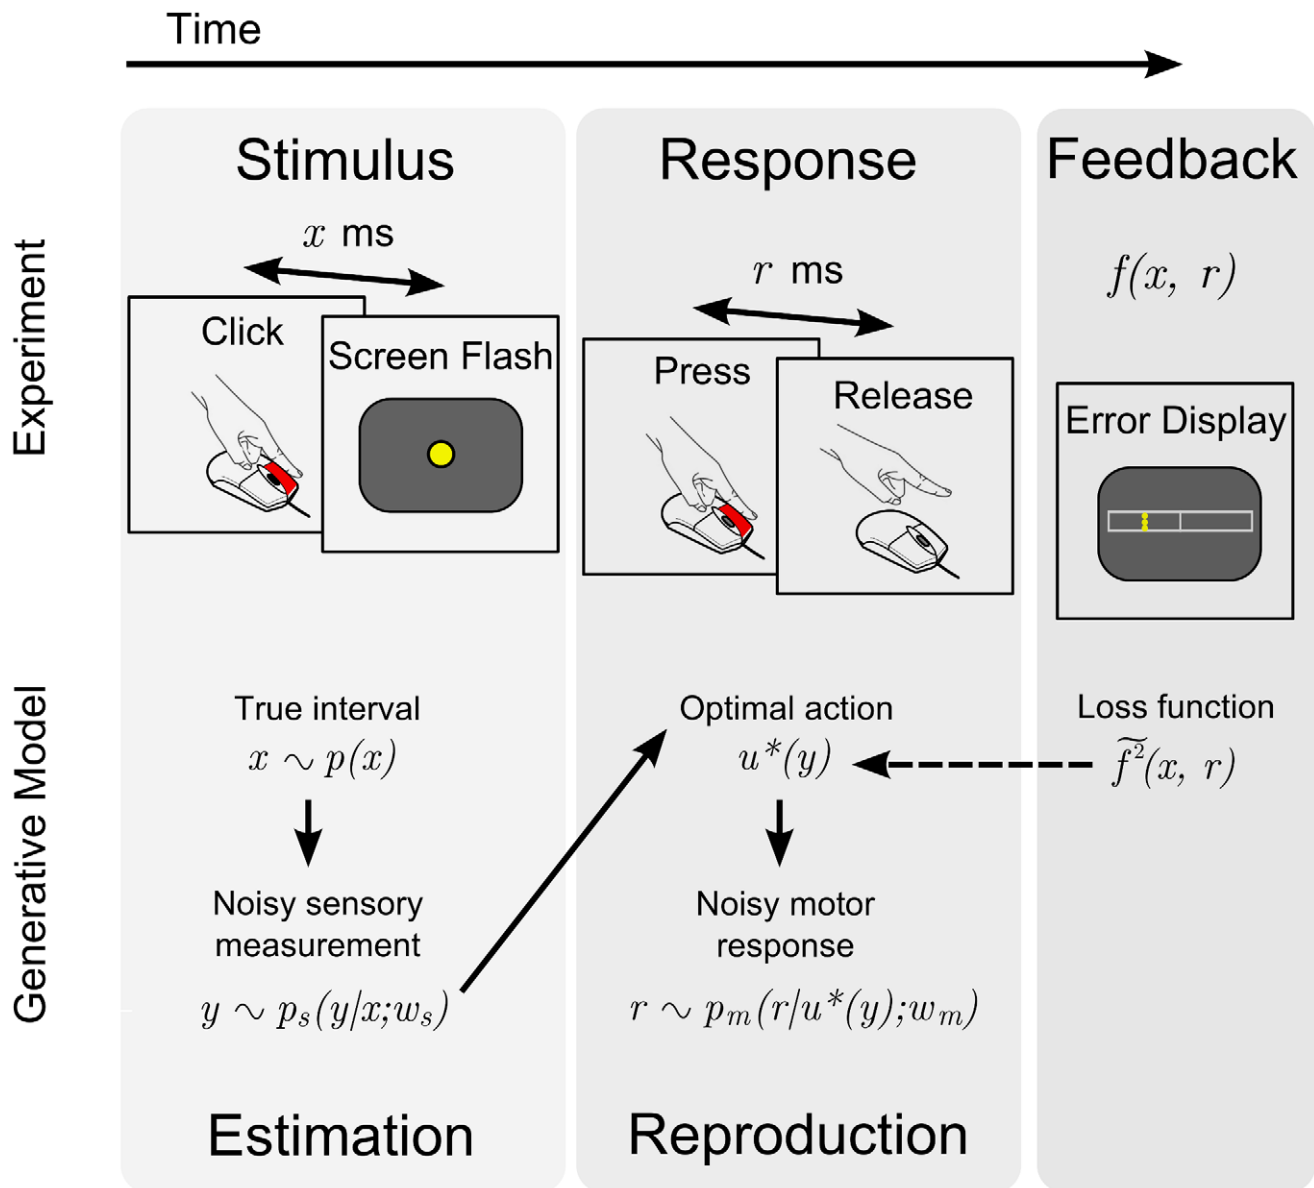 Time
Stimulus
Response
Feedback
Experiment
x ms
r ms
f(x, r)
Click
Screen Flash
Press
Release
Error Display
Generative Model
True interval
x ∼ p(x)
Optimal action
u*(y)
Loss function
f̃²(x, r)
Noisy sensory
measurement
y ∼ pₛ(y|x;wₛ)
Noisy motor
response
r ∼ pₘ(r|u*(y);wₘ)
Estimation
Reproduction